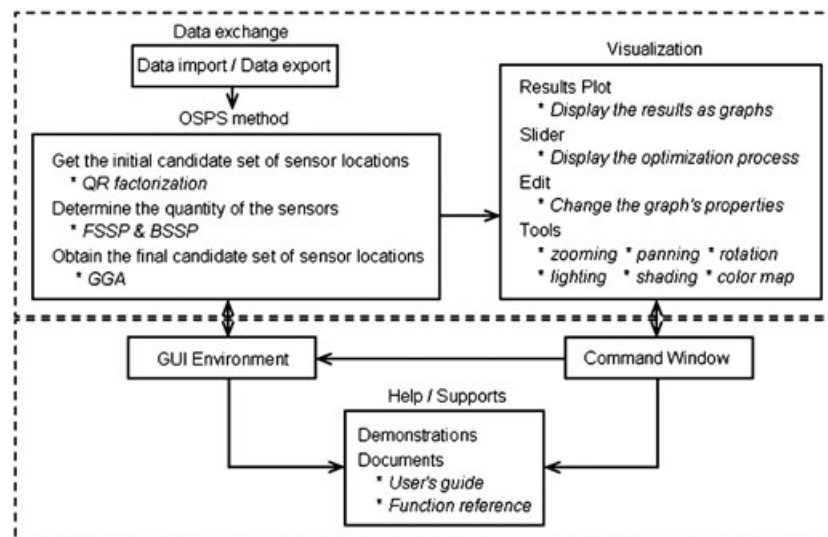 Data exchange
Data import / Data export
OSPS method
Get the initial candidate set of sensor locations
* QR factorization
Determine the quantity of the sensors
* FSSP & BSSP
Obtain the final candidate set of sensor locations
* GGA
Visualization
Results Plot
* Display the results as graphs
Slider
* Display the optimization process
Edit
* Change the graph's properties
Tools
* zooming * panning * rotation
* lighting * shading * color map
GUI Environment
Command Window
Help / Supports
Demonstrations
Documents
* User's guide
* Function reference